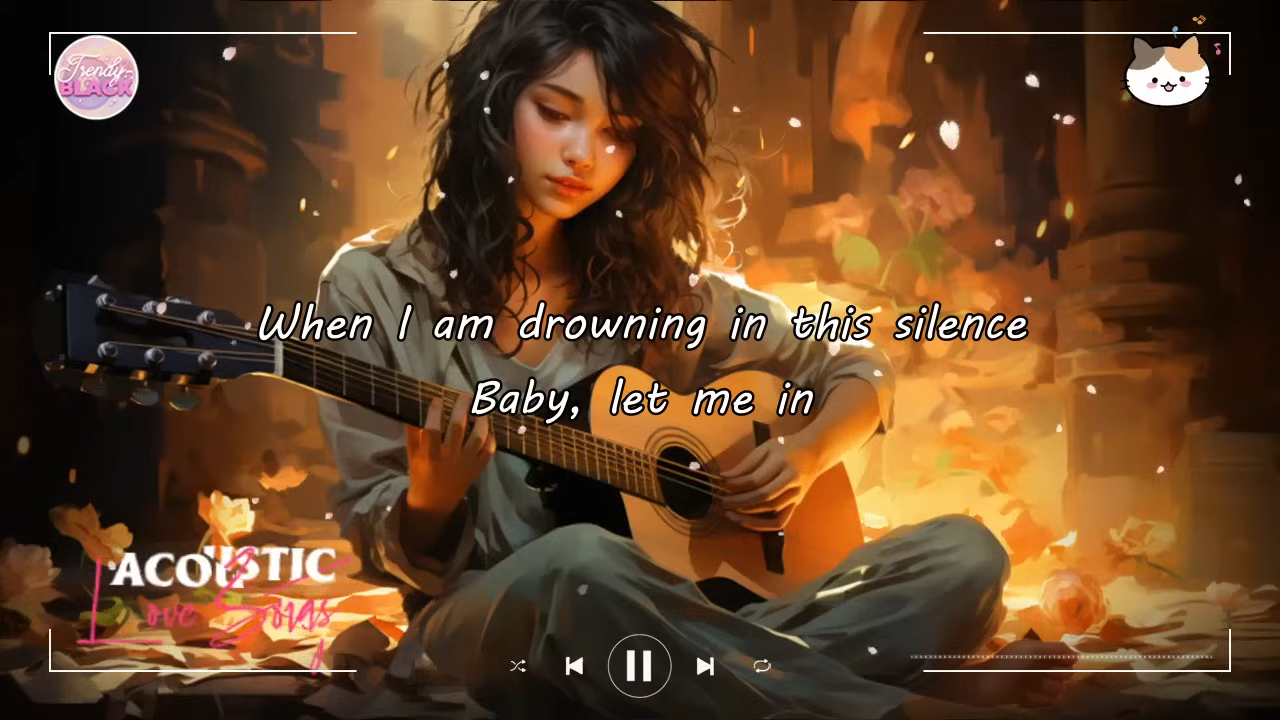 Trendy
BLACK
When I am drowning in this silence
Baby, let me in
ACOUSTIC
Love Songs